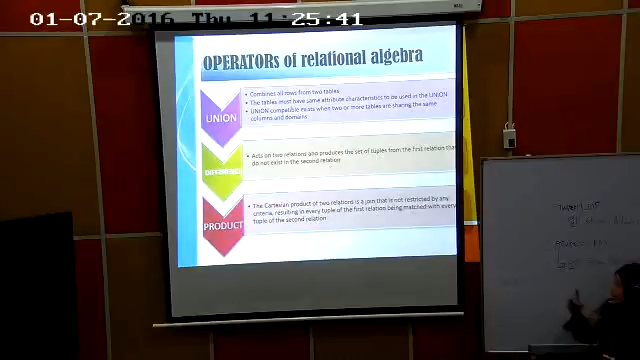 01-07-2016 Thu 11:25:41
OPERATORs of relational algebra
UNION
• Combines all rows from two tables
• The tables must have same attribute characteristics to be used in the UNION
• UNION compatible exists when two or more tables are sharing the same
columns and domains
DIFFERENCE
• Acts on two relations and produces the set of tuples from the first relation that
do not exist in the second relation
PRODUCT
• The Cartesian product of two relations is a join that is not restricted by any
criteria, resulting in every tuple of the first relation being matched with every
tuple of the second relation